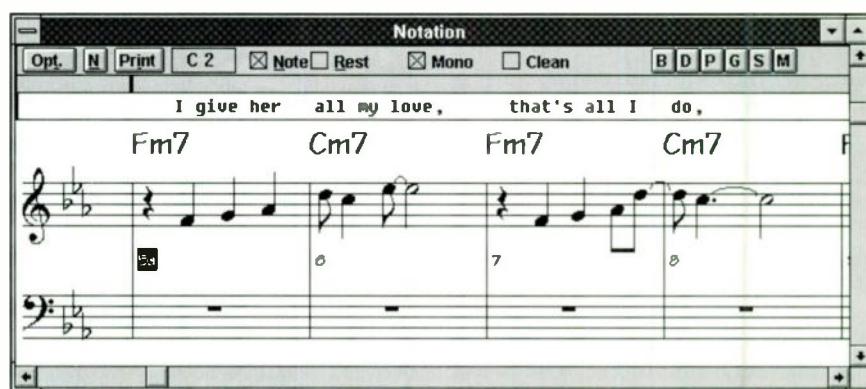 Notation
Opt. N Print C 2 Note Rest Mono Clean B D P G S M
I give her all my love, that's all I do,
Fm7 Cm7 Fm7 Cm7 F
6 7 8